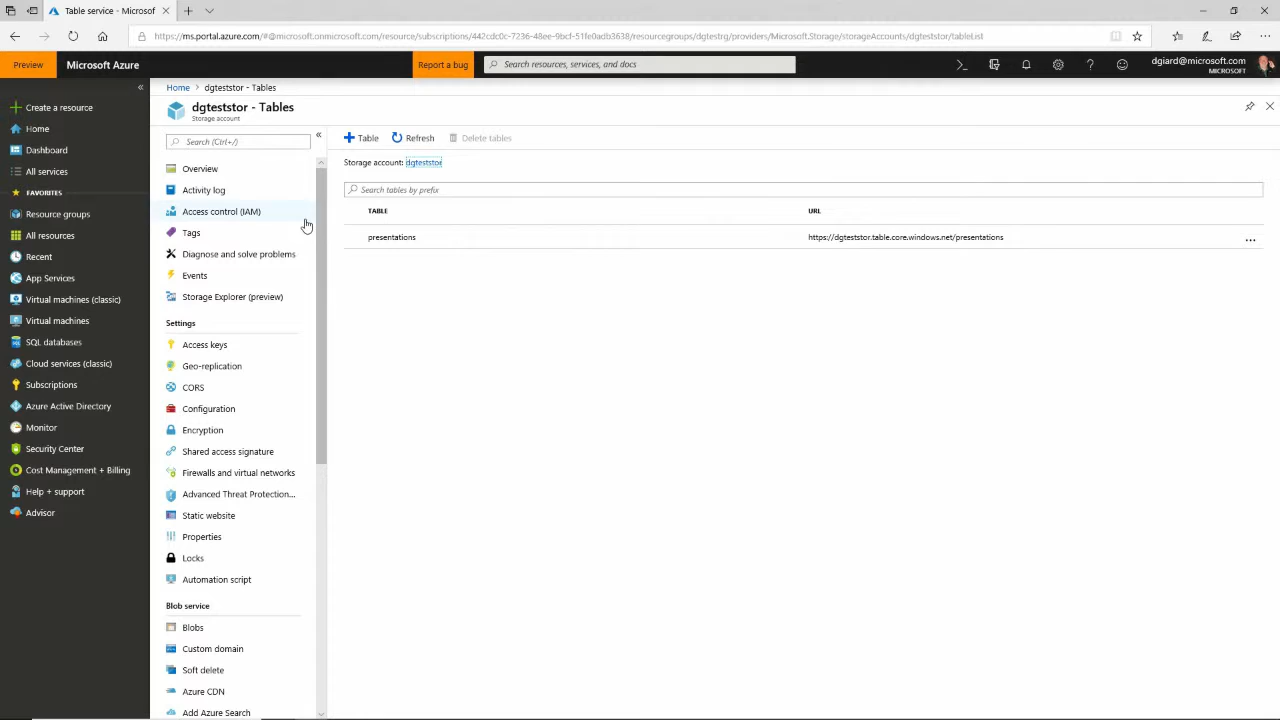 Table service - Microsof
https://ms.portal.azure.com/#@microsoft.onmicrosoft.com/resource/subscriptions/442cdc0c-7236-48ee-9bcf-51fe0adb3638/resourcegroups/dgtestrg/providers/Microsoft.Storage/storageAccounts/dgteststor/tableList
Preview
Microsoft Azure
Report a bug
Search resources, services, and docs
dgiard@microsoft.com
MICROSOFT
Create a resource
Home
Dashboard
All services
FAVORITES
Resource groups
All resources
Recent
App Services
Virtual machines (classic)
Virtual machines
SQL databases
Cloud services (classic)
Subscriptions
Azure Active Directory
Monitor
Security Center
Cost Management + Billing
Help + support
Advisor
Home > dgteststor - Tables
dgteststor - Tables
Storage account
Search (Ctrl+/)
Overview
Activity log
Access control (IAM)
Tags
Diagnose and solve problems
Events
Storage Explorer (preview)
Settings
Access keys
Geo-replication
CORS
Configuration
Encryption
Shared access signature
Firewalls and virtual networks
Advanced Threat Protection...
Static website
Properties
Locks
Automation script
Blob service
Blobs
Custom domain
Soft delete
Azure CDN
Add Azure Search
Table Refresh Delete tables
Storage account: dgteststor
Search tables by prefix
TABLE URL
presentations https://dgteststor.table.core.windows.net/presentations